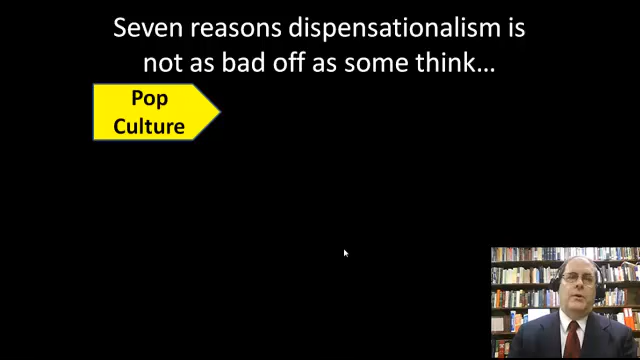 Seven reasons dispensationalism is
not as bad off as some think...
Pop
Culture